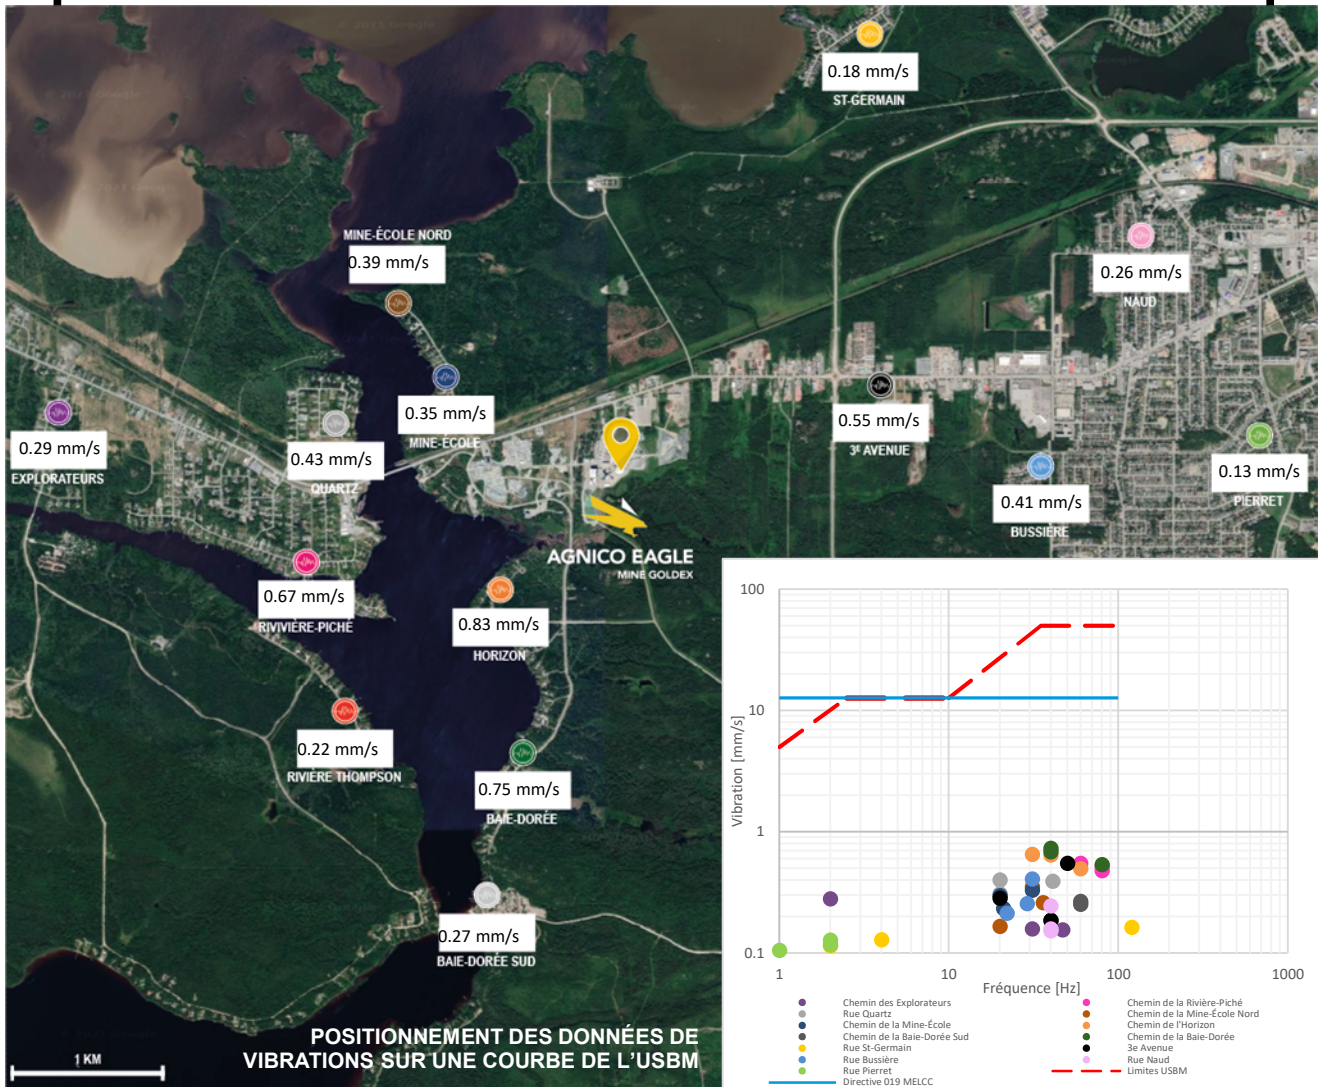 0.18 mm/s
ST-GERMAIN
MINE-ÉCOLE NORD
0.39 mm/s
0.26 mm/s
NAUD
0.35 mm/s
MINE-ÉCOLE
0.55 mm/s
3E AVENUE
0.29 mm/s
EXPLORATEURS
0.43 mm/s
QUARTZ
0.41 mm/s
BUSSIÈRE
0.13 mm/s
PIERRET
AGNICO EAGLE
MINE GOLDEX
0.67 mm/s
RIVIVIÈRE-PICHÉ
0.83 mm/s
HORIZON
0.22 mm/s
RIVIÈRE THOMPSON
0.75 mm/s
BAIE-DORÉE
0.27 mm/s
BAIE-DORÉE SUD
POSITIONNEMENT DES DONNÉES DE
VIBRATIONS SUR UNE COURBE DE L'USBM
1 KM
100
10
1
0.1
Vibration [mm/s]
1
10
100
1000
Fréquence [Hz]
Chemin des Explorateurs
Chemin de la Rivière-Piché
Rue Quartz
Chemin de la Mine-École Nord
Chemin de la Mine-École
Chemin de l'Horizon
Chemin de la Baie-Dorée Sud
Chemin de la Baie-Dorée
Rue St-Germain
3e Avenue
Rue Bussière
Rue Naud
Rue Pierret
Limites USBM
Directive 019 MELCC